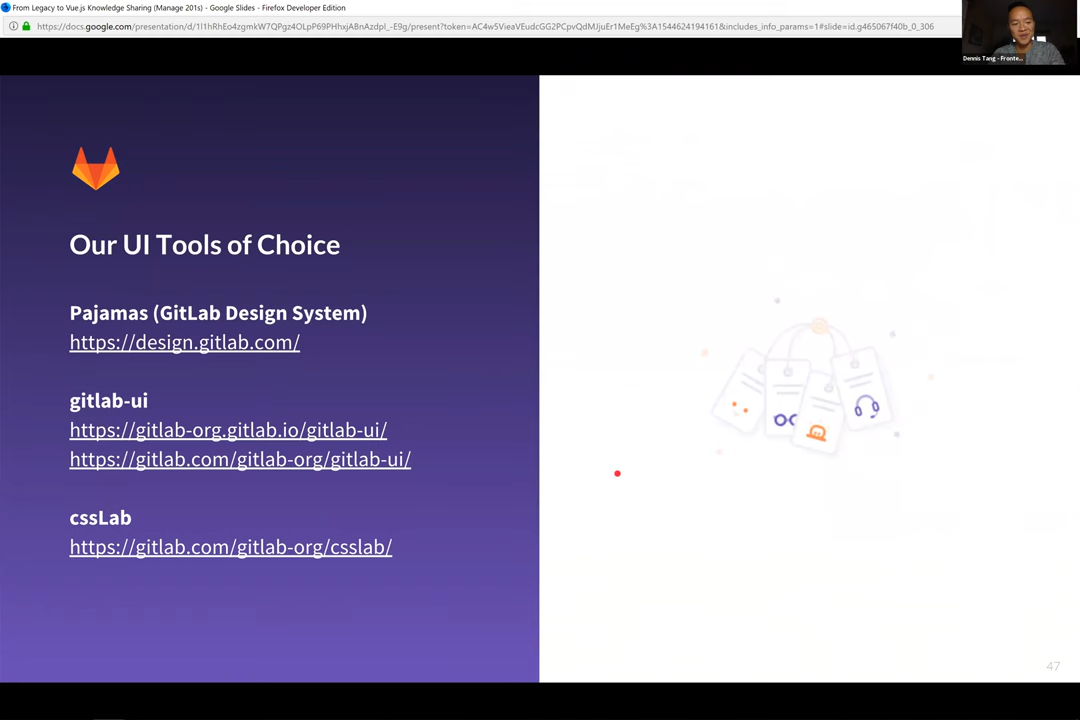 From Legacy to Vue.js Knowledge Sharing (Manage 201s) - Google Slides - Firefox Developer Edition
https://docs.google.com/presentation/d/1l1hRhEo4zgmkW7QPgz4OLpP69PHhxjABnAzdpl_-E9g/present?token=AC4w5VieaVEudcGG2PCpvQdMJjuEr1MeEg%3A1544624194161&includes_info_params=1#slide=id.g465067f40b_0_306
Dennis Tang - Fronte...
Our UI Tools of Choice
Pajamas (GitLab Design System)
https://design.gitlab.com/
gitlab-ui
https://gitlab-org.gitlab.io/gitlab-ui/
https://gitlab.com/gitlab-org/gitlab-ui/
cssLab
https://gitlab.com/gitlab-org/csslab/
47